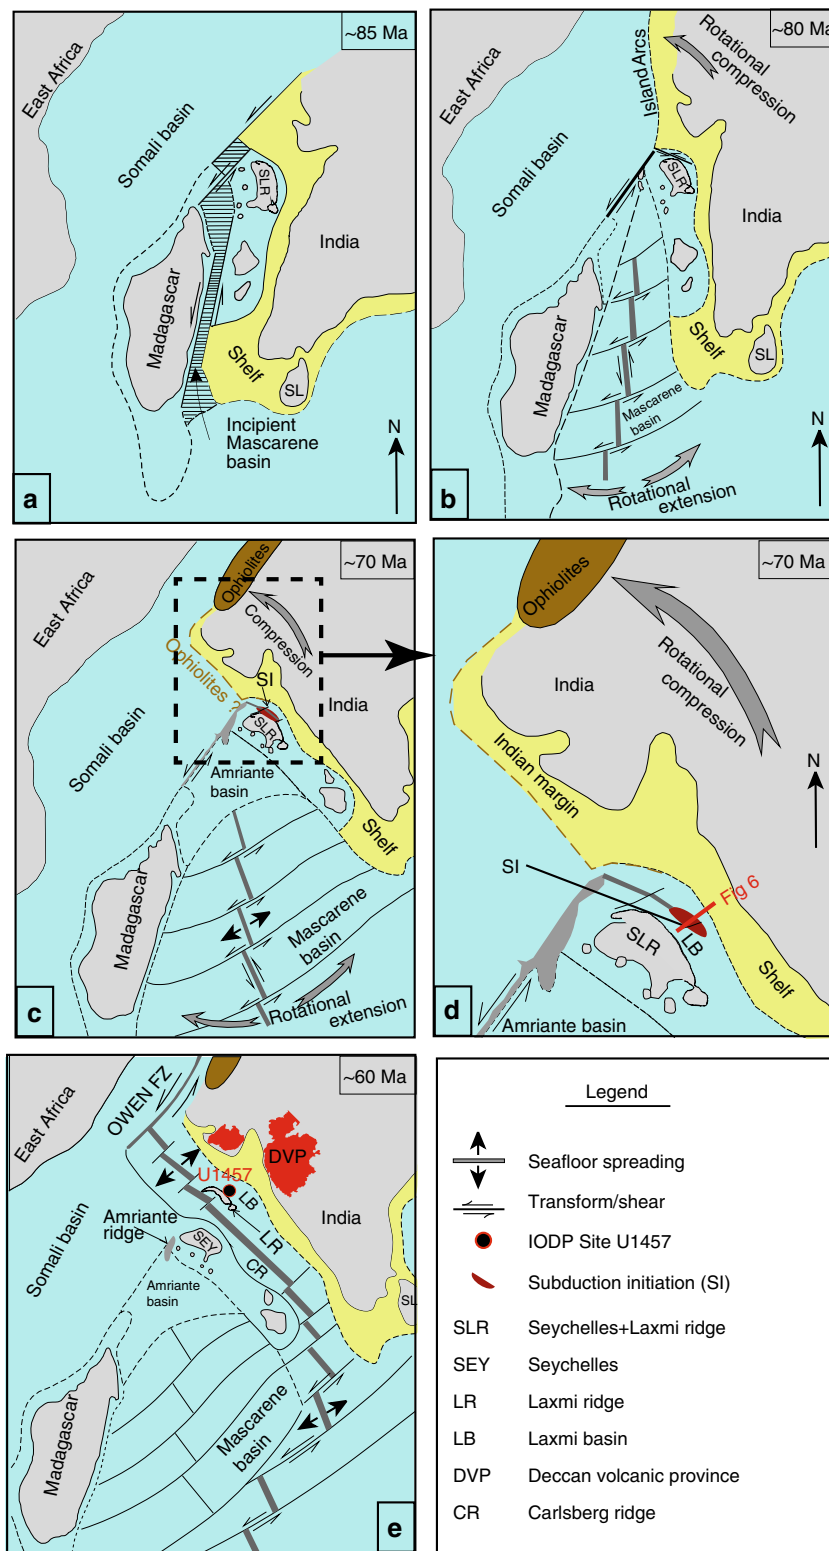 ~85 Ma
East Africa
Somali basin
SLR
India
Madagascar
Shelf
SL
Incipient
Mascarene
basin
N
a
~80 Ma
East Africa
Island Arcs
Rotational
compression
Somali basin
SLR
India
Madagascar
Shelf
SL
Mascarene
basin
N
Rotational
extension
b
~70 Ma
East Africa
Ophiolites
Compression
Ophiolites ?
SI
SLR
India
Somali basin
Amriante
basin
Shelf
Madagascar
Mascarene
basin
Rotational
extension
c
~70 Ma
Ophiolites
Rotational
compression
India
N
Indian margin
SI
Fig 6
SLR
LB
Shelf
Amriante basin
d
~60 Ma
East Africa
OWEN FZ
DVP
U1457
LB
India
Amriante
ridge
LR
SEY
Somali basin
CR
Amriante
basin
SL
Madagascar
Mascarene
basin
e
Legend
Seafloor spreading
Transform/shear
IODP Site U1457
Subduction initiation (SI)
SLR Seychelles+Laxmi ridge
SEY Seychelles
LR Laxmi ridge
LB Laxmi basin
DVP Deccan volcanic province
CR Carlsberg ridge